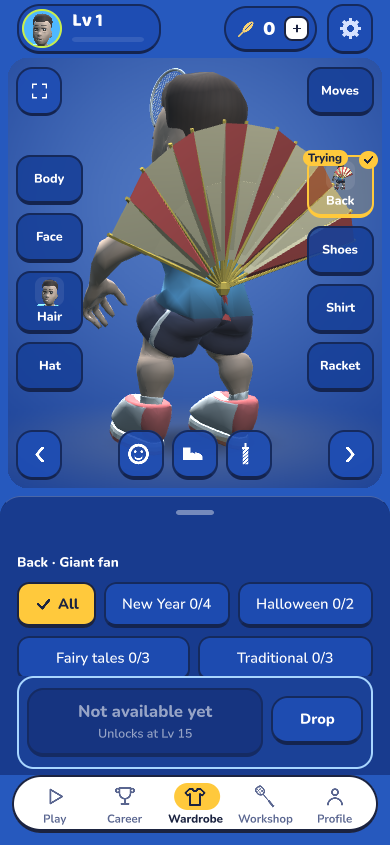 Lv 1
0
+
Moves
Body
Trying
Back
Face
Shoes
Hair
Shirt
Hat
Racket
Back · Giant fan
All
New Year 0/4
Halloween 0/2
Fairy tales 0/3
Traditional 0/3
Not available yet
Unlocks at Lv 15
Drop
Play
Career
Wardrobe
Workshop
Profile